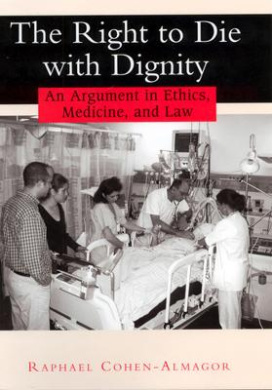 The Right to Die
with Dignity
An Argument in Ethics,
Medicine, and Law
RAPHAEL COHEN-ALMAGOR